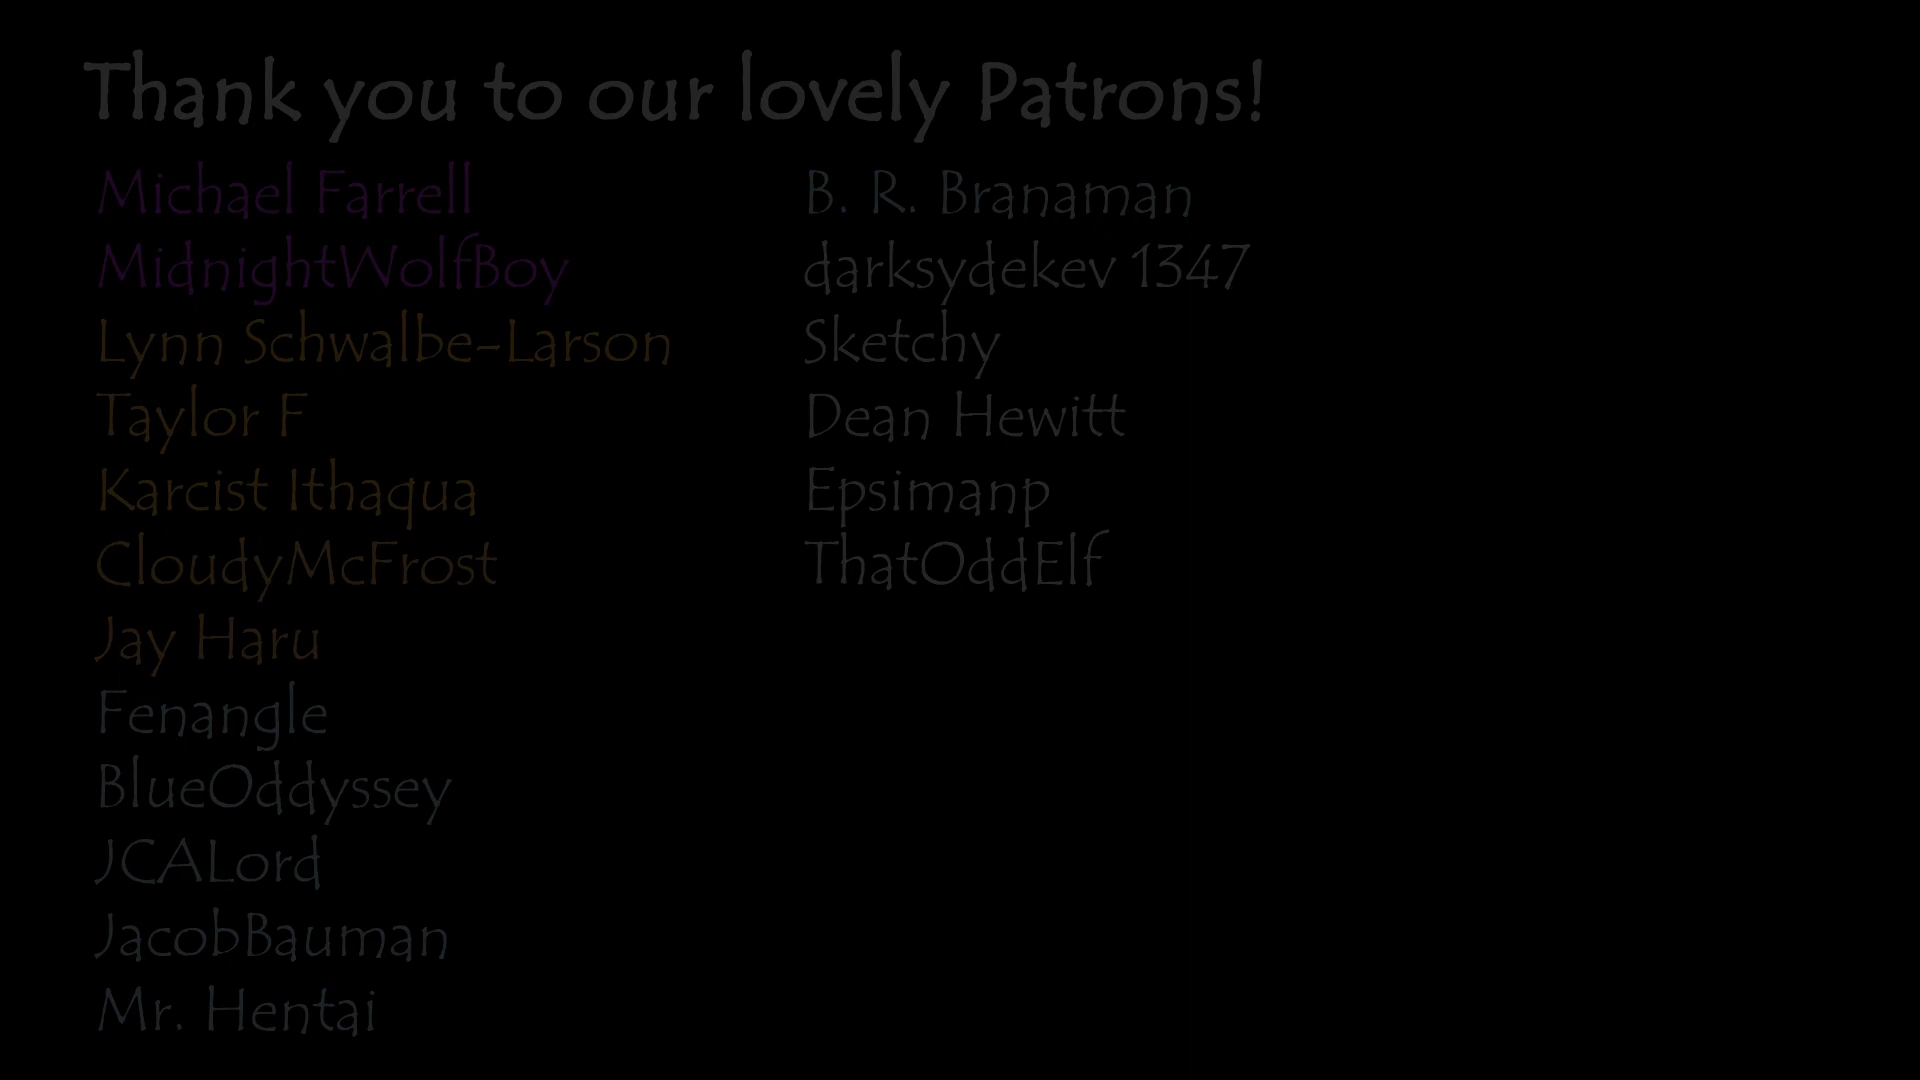 Thank you to our lovely Patrons!
Michael Farrell
MidnightWolfBoy
Lynn Schwalbe-Larson
Taylor F
Karcist Ithaqua
CloudyMcFrost
Jay Haru
Fenangle
BlueOddyssey
JCALord
JacobBauman
Mr. Hentai
B. R. Branaman
darksydekev 1347
Sketchy
Dean Hewitt
Epsimanp
ThatOddElf